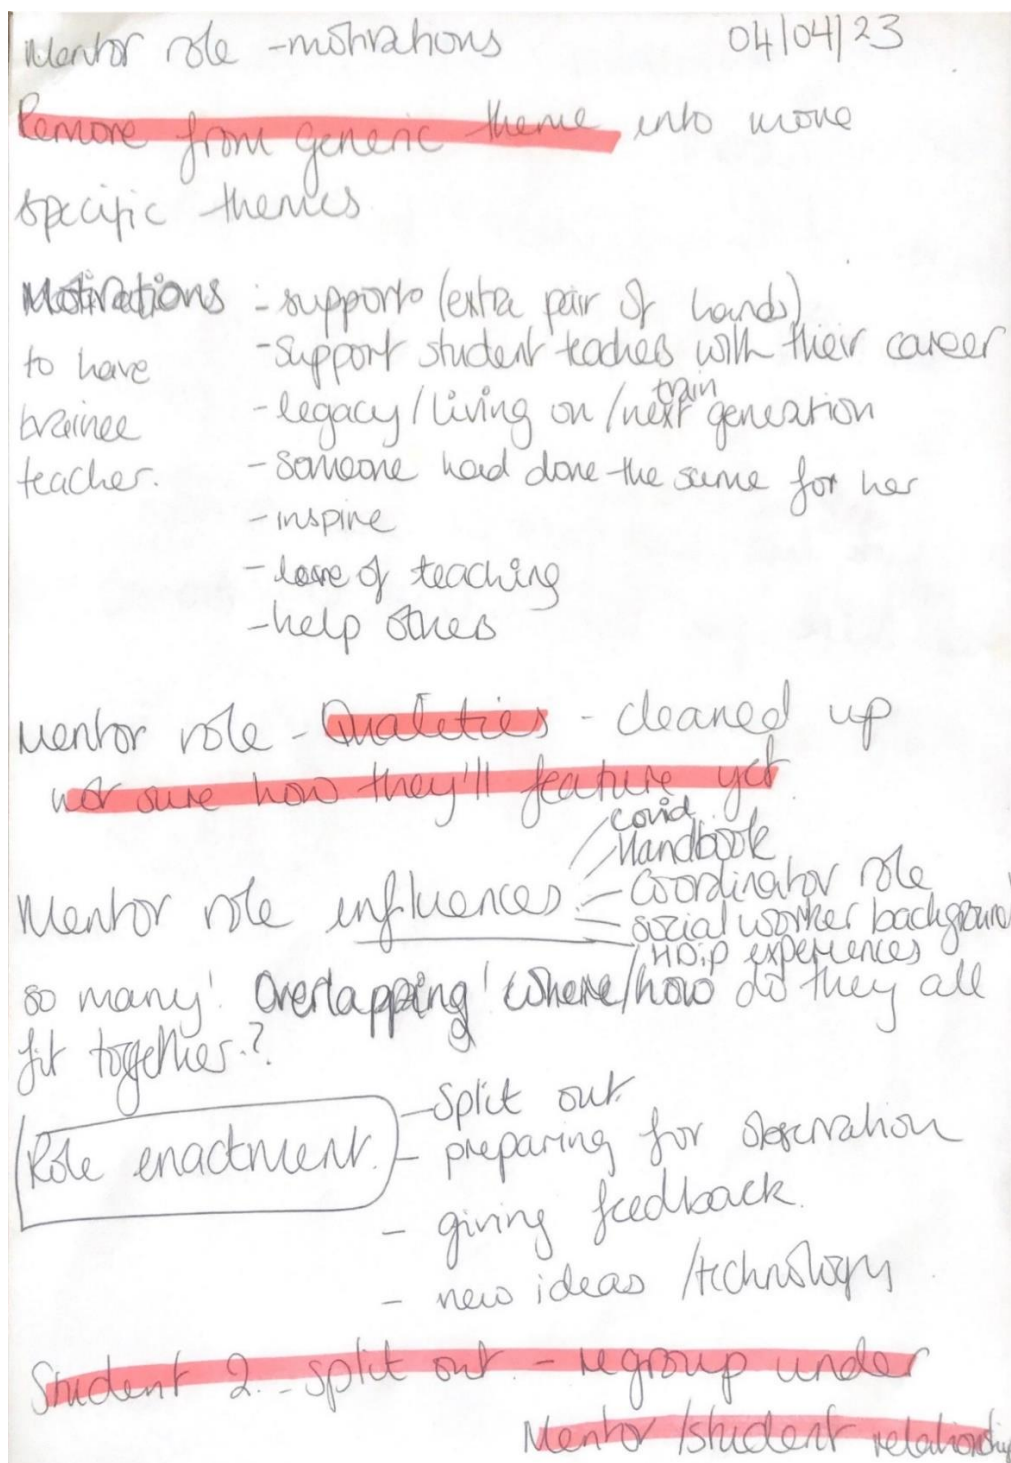 Mentor role - motivations 04/04/23
Remove from generic theme into more
specific themes
Motivations - support (extra pair of hands)
to have - support student teachers with their career
trainee - legacy / living on / train next generation
teacher. - someone had done the same for her
- inspire
- love of teaching
- help others
Mentor role - Qualities - cleaned up
not sure how they'll feature yet
covid
Handbook
Mentor role influences - Coordinator role
- social worker background
HDip experiences
so many! Overlapping! Where/how do they all
fit together.?
Role enactment. - Split out.
- preparing for observation
- giving feedback.
- new ideas / technology
Student 2 - split out - regroup under
Mentor / student relationship